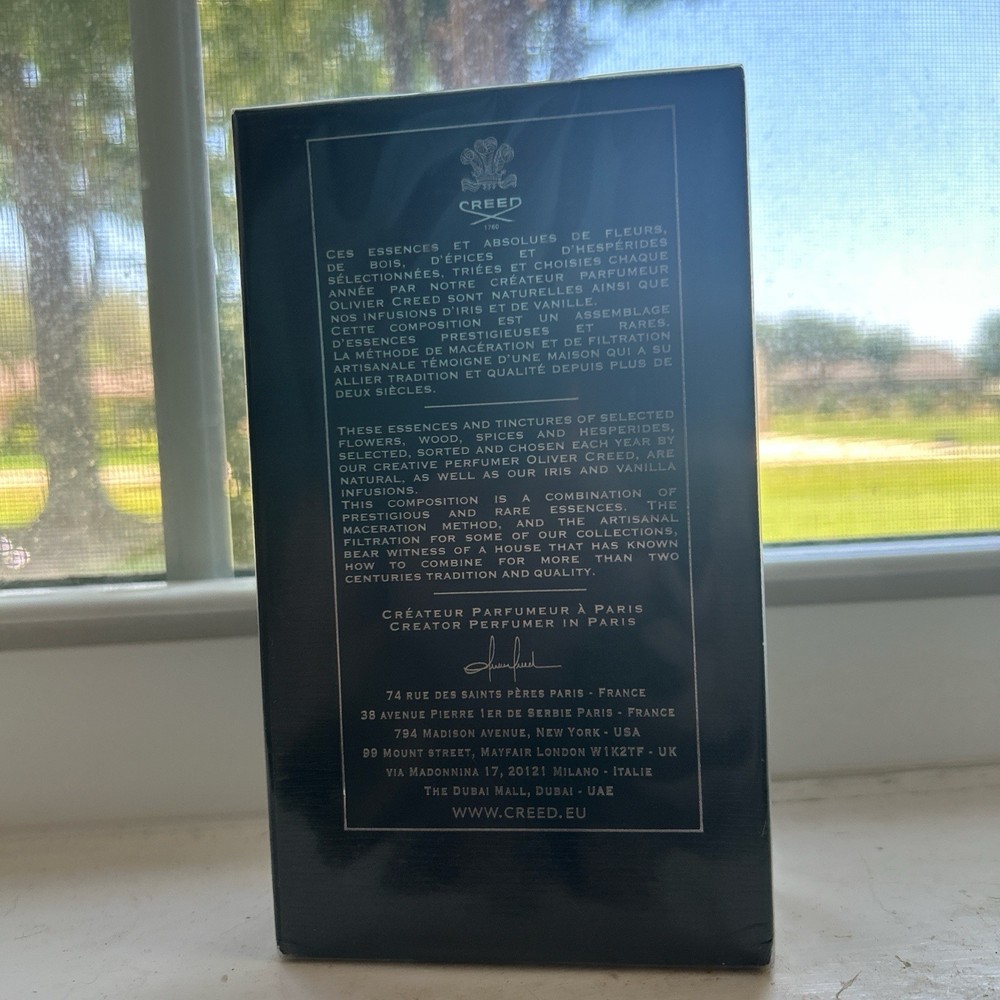 CREED
1760
CES ESSENCES ET ABSOLUES DE FLEURS,
DE BOIS, D'ÉPICES ET D'HESPÉRIDES
SÉLECTIONNÉES, TRIÉES ET CHOISIES CHAQUE
ANNÉE PAR NOTRE CRÉATEUR PARFUMEUR
OLIVIER CREED SONT NATURELLES AINSI QUE
NOS INFUSIONS D'IRIS ET DE VANILLE.
CETTE COMPOSITION EST UN ASSEMBLAGE
D'ESSENCES PRESTIGIEUSES ET RARES.
LA MÉTHODE DE MACÉRATION ET DE FILTRATION
ARTISANALE TÉMOIGNE D'UNE MAISON QUI A SU
ALLIER TRADITION ET QUALITÉ DEPUIS PLUS DE
DEUX SIÈCLES.
THESE ESSENCES AND TINCTURES OF SELECTED
FLOWERS, WOOD, SPICES AND HESPERIDES,
SELECTED, SORTED AND CHOSEN EACH YEAR BY
OUR CREATIVE PERFUMER OLIVER CREED, ARE
NATURAL, AS WELL AS OUR IRIS AND VANILLA
INFUSIONS.
THIS COMPOSITION IS A COMBINATION OF
PRESTIGIOUS AND RARE ESSENCES. THE
MACERATION METHOD, AND THE ARTISANAL
FILTRATION FOR SOME OF OUR COLLECTIONS,
BEAR WITNESS OF A HOUSE THAT HAS KNOWN
HOW TO COMBINE FOR MORE THAN TWO
CENTURIES TRADITION AND QUALITY.
CRÉATEUR PARFUMEUR À PARIS
CREATOR PERFUMER IN PARIS
74 RUE DES SAINTS PÈRES PARIS - FRANCE
38 AVENUE PIERRE 1ER DE SERBIE PARIS - FRANCE
794 MADISON AVENUE, NEW YORK - USA
99 MOUNT STREET, MAYFAIR LONDON W1K2TF - UK
VIA MADONNINA 17, 20121 MILANO - ITALIE
THE DUBAI MALL, DUBAI - UAE
WWW.CREED.EU